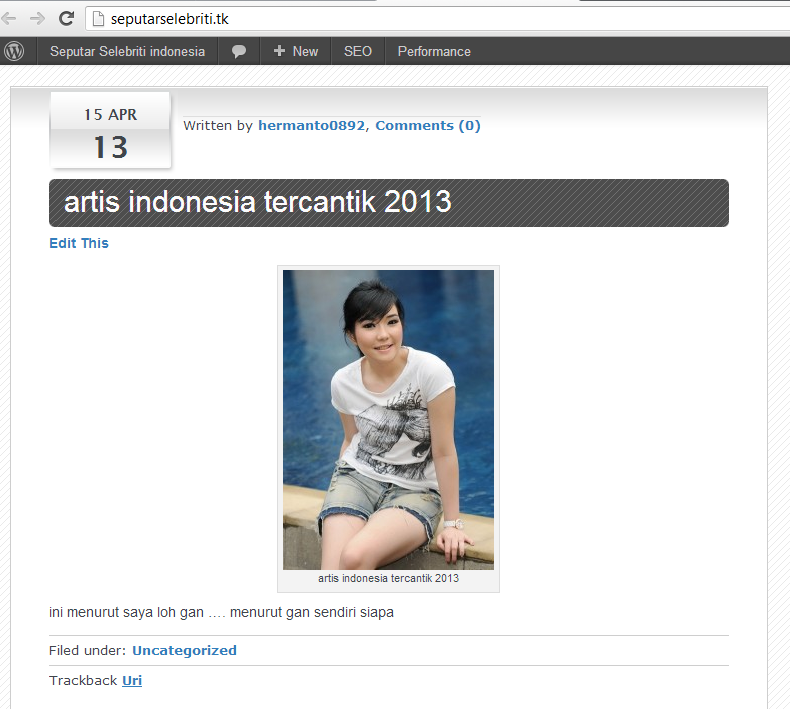 seputarselebriti.tk
Seputar Selebriti indonesia New SEO Performance
15 APR
13
Written by hermanto0892, Comments (0)
artis indonesia tercantik 2013
Edit This
artis indonesia tercantik 2013
ini menurut saya loh gan .... menurut gan sendiri siapa
Filed under: Uncategorized
Trackback Uri